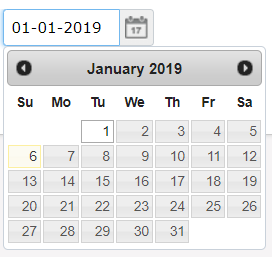 01-01-2019
17
January 2019
Su Mo Tu We Th Fr Sa
1 2 3 4 5
6 7 8 9 10 11 12
13 14 15 16 17 18 19
20 21 22 23 24 25 26
27 28 29 30 31